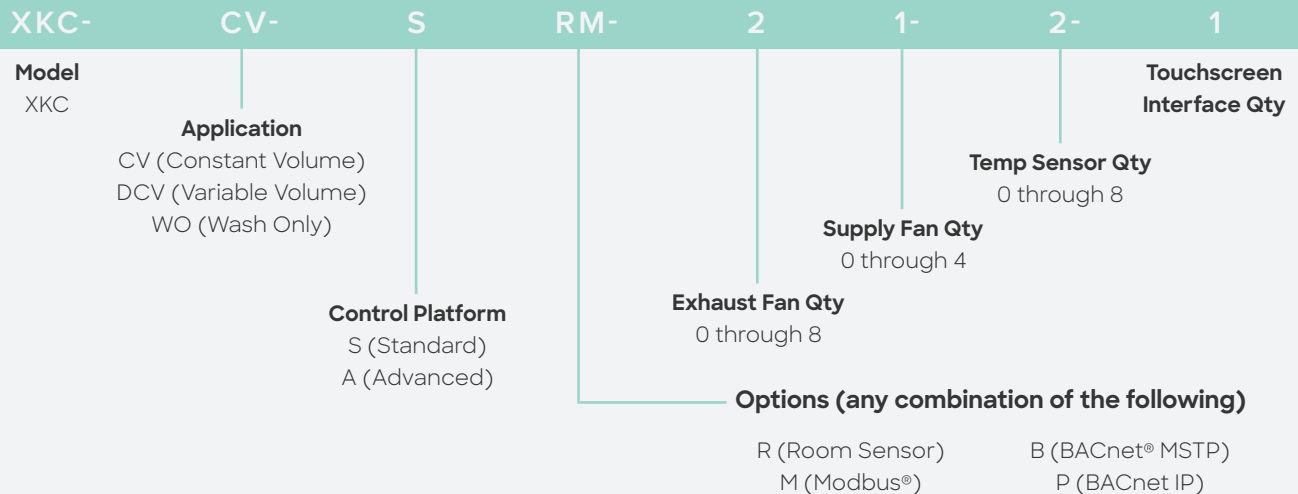 XKC- CV- S RM- 2 1- 2- 1
Model
XKC
Application
CV (Constant Volume)
DCV (Variable Volume)
WO (Wash Only)
Control Platform
S (Standard)
A (Advanced)
Options (any combination of the following)
R (Room Sensor)
M (Modbus®)
B (BACnet® MSTP)
P (BACnet IP)
Exhaust Fan Qty
0 through 8
Supply Fan Qty
0 through 4
Temp Sensor Qty
0 through 8
Touchscreen
Interface Qty